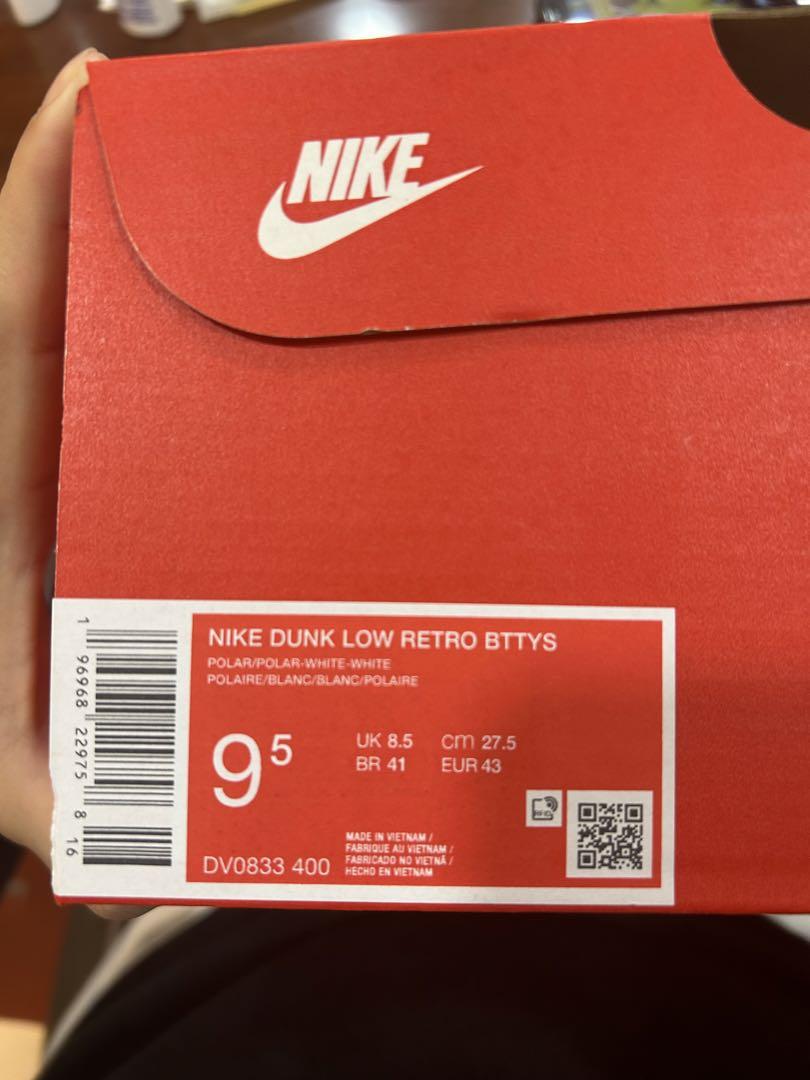 NIKE
NIKE DUNK LOW RETRO BTTYS
POLAR/POLAR-WHITE-WHITE
POLAIRE/BLANC/BLANC/POLAIRE
9⁵
UK 8.5 cm 27.5
BR 41 EUR 43
RFID
MADE IN VIETNAM /
FABRIQUE AU VIETNAM /
FABRICADO NO VIETNÃ /
HECHO EN VIETNAM
DV0833 400
1 96968 22975 8 16